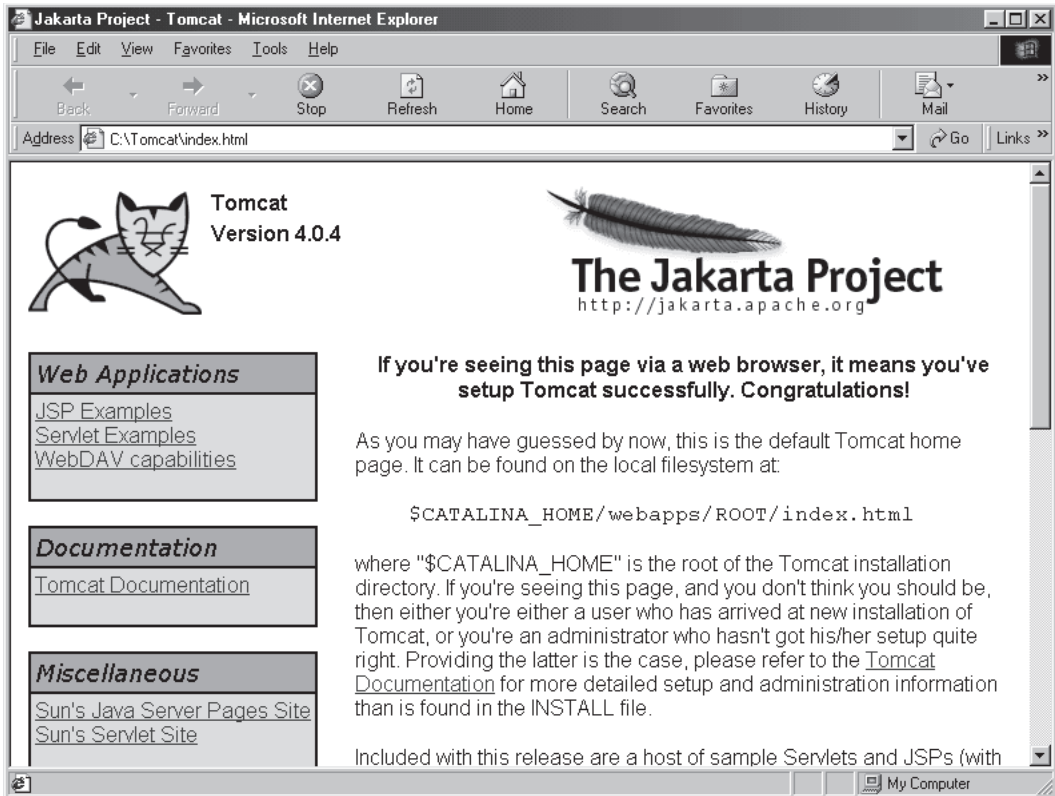 Jakarta Project - Tomcat - Microsoft Internet Explorer
File Edit View Favorites Tools Help
Back Forward Stop Refresh Home Search Favorites History Mail »
Address C:\Tomcat\index.html Go Links »
Tomcat
Version 4.0.4
The Jakarta Project
http://jakarta.apache.org
Web Applications
JSP Examples
Servlet Examples
WebDAV capabilities
Documentation
Tomcat Documentation
Miscellaneous
Sun's Java Server Pages Site
Sun's Servlet Site
If you're seeing this page via a web browser, it means you've
setup Tomcat successfully. Congratulations!
As you may have guessed by now, this is the default Tomcat home
page. It can be found on the local filesystem at:
$CATALINA_HOME/webapps/ROOT/index.html
where "$CATALINA_HOME" is the root of the Tomcat installation
directory. If you're seeing this page, and you don't think you should be,
then either you're either a user who has arrived at new installation of
Tomcat, or you're an administrator who hasn't got his/her setup quite
right. Providing the latter is the case, please refer to the Tomcat
Documentation for more detailed setup and administration information
than is found in the INSTALL file.
Included with this release are a host of sample Servlets and JSPs (with
My Computer